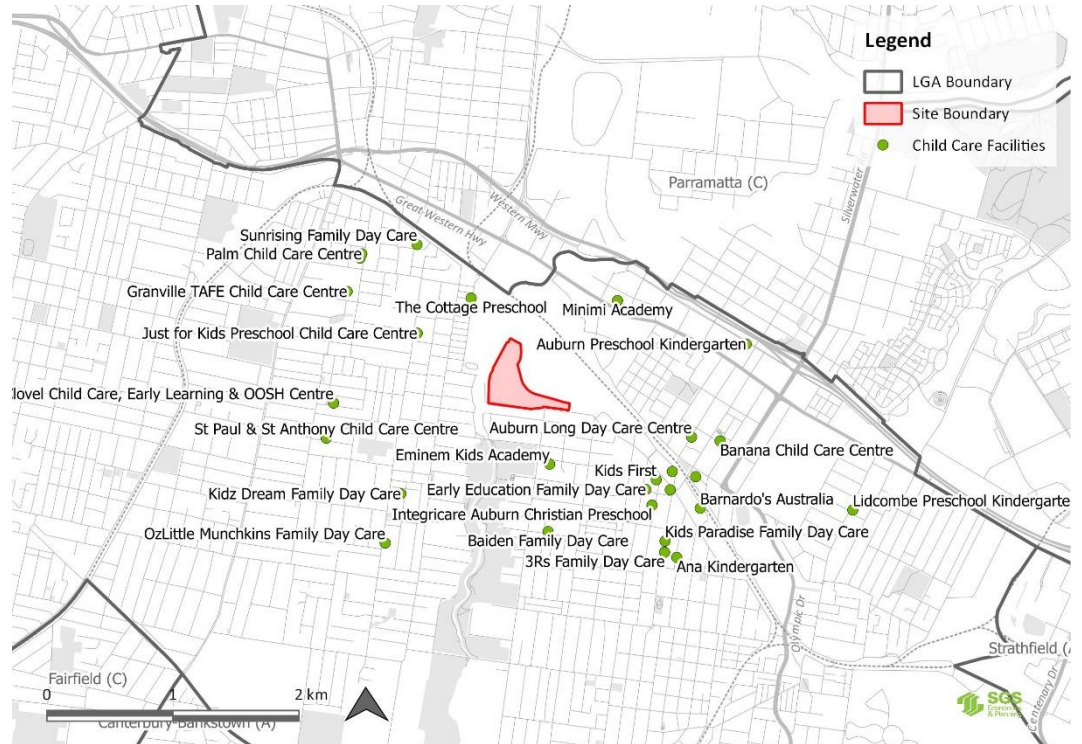 Legend
LGA Boundary
Site Boundary
Child Care Facilities
Parramatta (C)
Silverwater
Western Mwy
Great Western Hwy
Sunrising Family Day Care
Palm Child Care Centre
Granville TAFE Child Care Centre
The Cottage Preschool
Minimi Academy
Just for Kids Preschool Child Care Centre
Auburn Preschool Kindergarten
Child Care, Early Learning & OOSH Centre
Auburn Long Day Care Centre
St Paul & St Anthony Child Care Centre
Banana Child Care Centre
Eminem Kids Academy
Kids First
Kidz Dream Family Day Care
Early Education Family Day Care
Barnardo's Australia
Lidcombe Preschool Kindergarte
Integricare Auburn Christian Preschool
OzLittle Munchkins Family Day Care
Baiden Family Day Care
Kids Paradise Family Day Care
3Rs Family Day Care
Ana Kindergarten
Olympic Dr
Strathfield (A
Centenary Dr
Fairfield (C)
0 1 2 km
Canterbury-Bankstown (A)
SGS
Economics
& Planning